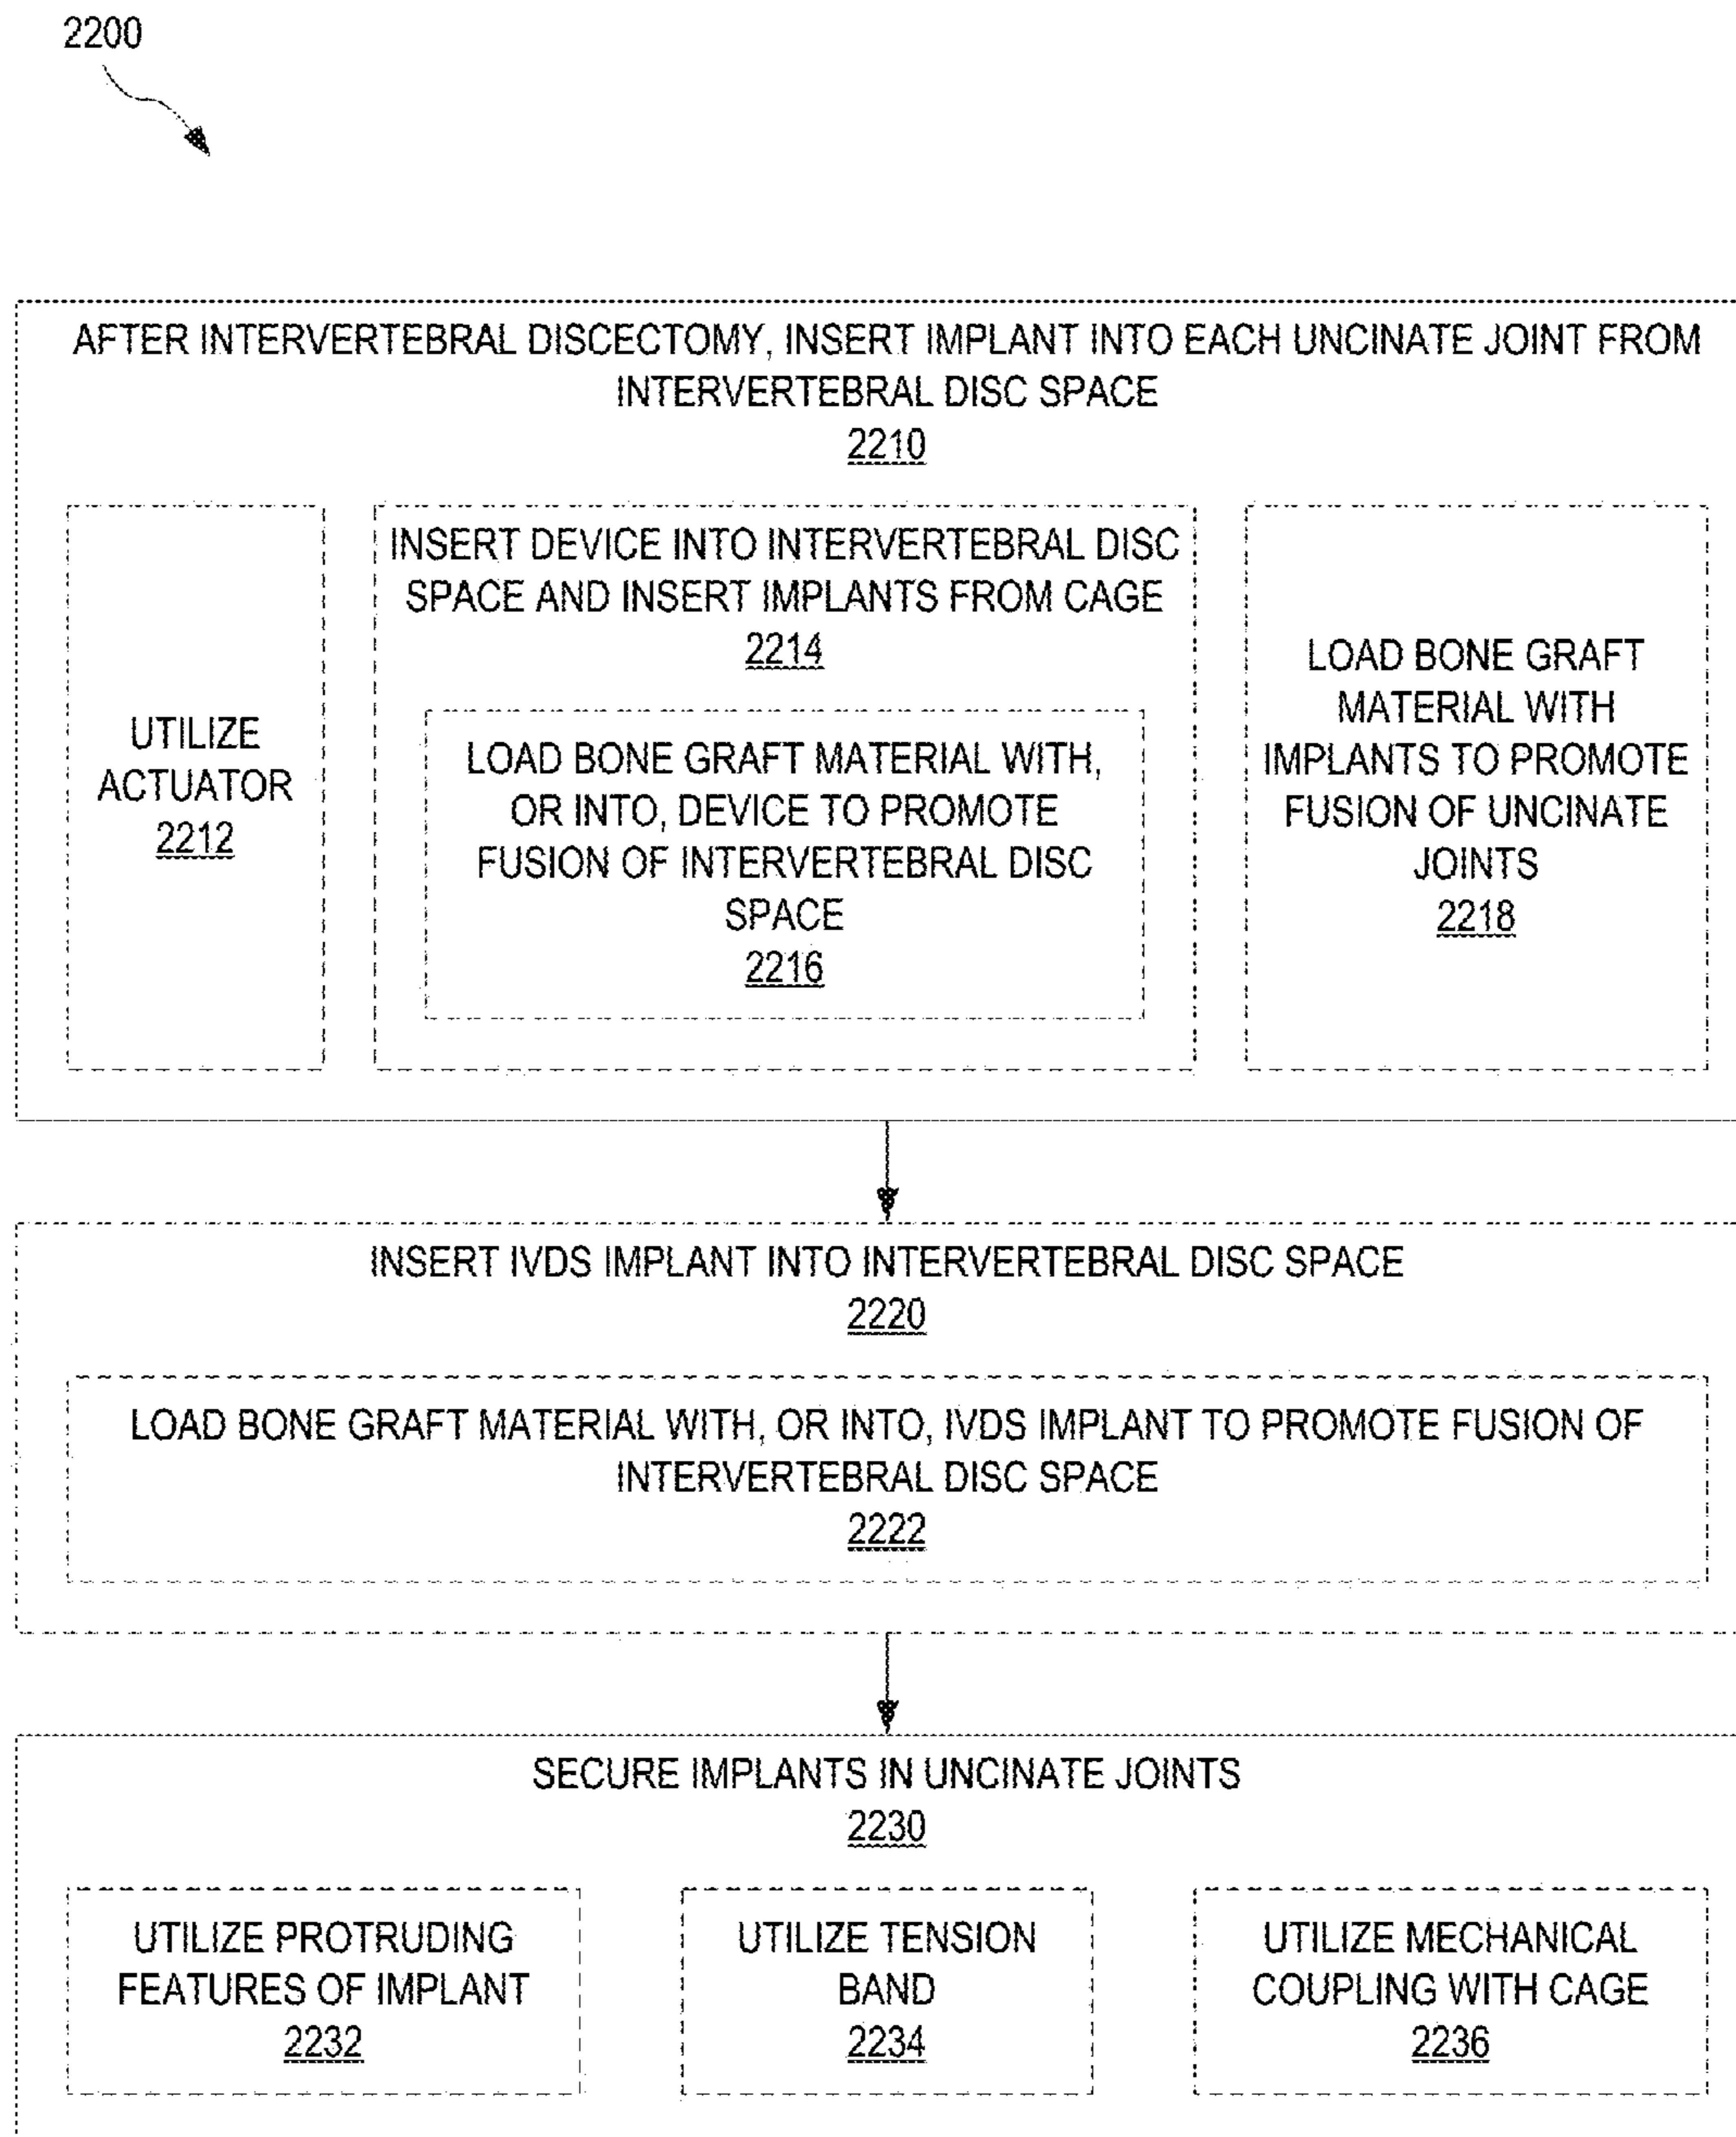 2200
AFTER INTERVERTEBRAL DISCECTOMY, INSERT IMPLANT INTO EACH UNCINATE JOINT FROM
INTERVERTEBRAL DISC SPACE
2210
UTILIZE
ACTUATOR
2212
INSERT DEVICE INTO INTERVERTEBRAL DISC
SPACE AND INSERT IMPLANTS FROM CAGE
2214
LOAD BONE GRAFT MATERIAL WITH,
OR INTO, DEVICE TO PROMOTE
FUSION OF INTERVERTEBRAL DISC
SPACE
2216
LOAD BONE GRAFT
MATERIAL WITH
IMPLANTS TO PROMOTE
FUSION OF UNCINATE
JOINTS
2218
INSERT IVDS IMPLANT INTO INTERVERTEBRAL DISC SPACE
2220
LOAD BONE GRAFT MATERIAL WITH, OR INTO, IVDS IMPLANT TO PROMOTE FUSION OF
INTERVERTEBRAL DISC SPACE
2222
SECURE IMPLANTS IN UNCINATE JOINTS
2230
UTILIZE PROTRUDING
FEATURES OF IMPLANT
2232
UTILIZE TENSION
BAND
2234
UTILIZE MECHANICAL
COUPLING WITH CAGE
2236